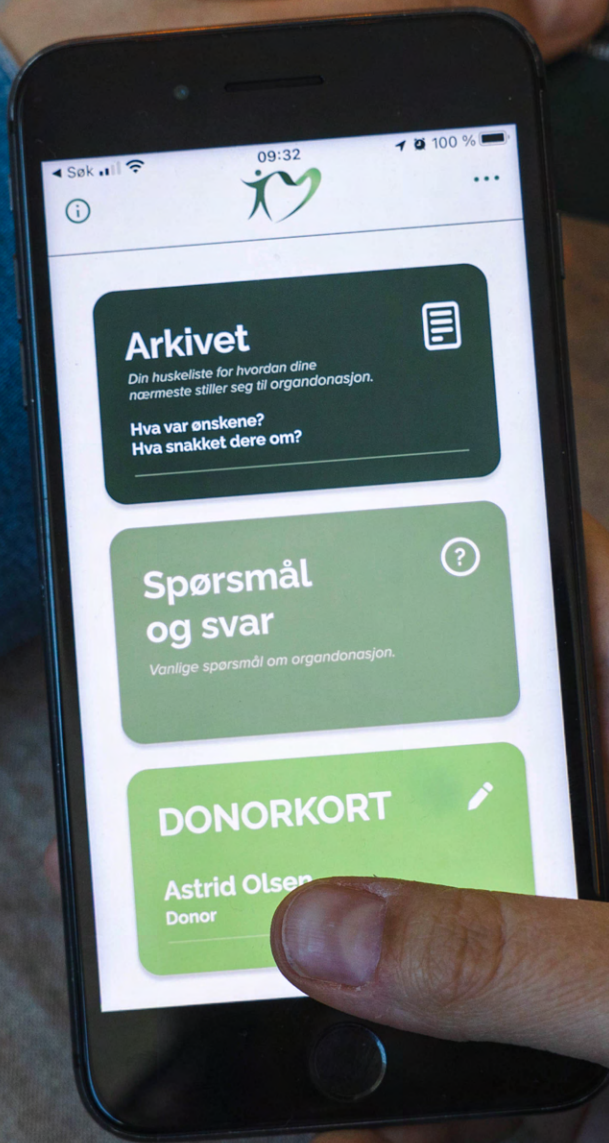 Søk
09:32
100 %
Arkivet
Din huskeliste for hvordan dine
nærmeste stiller seg til organdonasjon.
Hva var ønskene?
Hva snakket dere om?
Spørsmål
og svar
Vanlige spørsmål om organdonasjon.
DONORKORT
Astrid Olsen
Donor